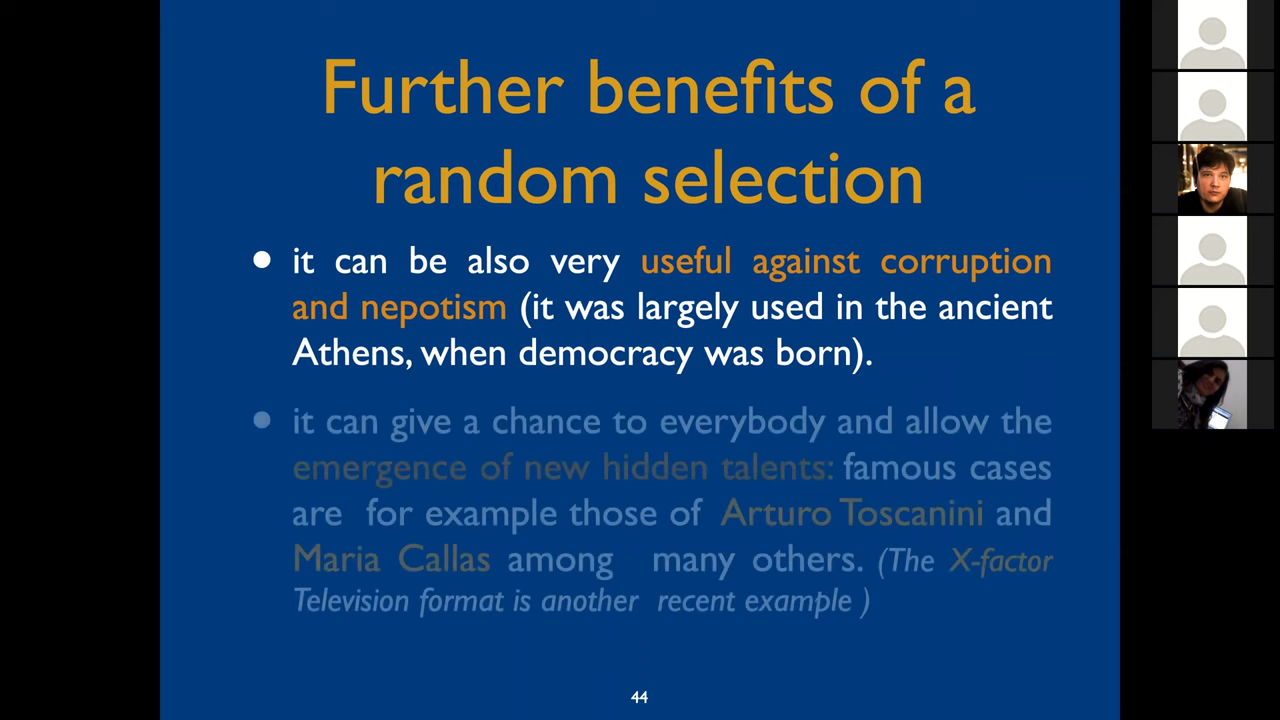 Further benefits of a
random selection
• it can be also very useful against corruption
and nepotism (it was largely used in the ancient
Athens, when democracy was born).
• it can give a chance to everybody and allow the
emergence of new hidden talents: famous cases
are for example those of Arturo Toscanini and
Maria Callas among many others. (The X-factor
Television format is another recent example )
44